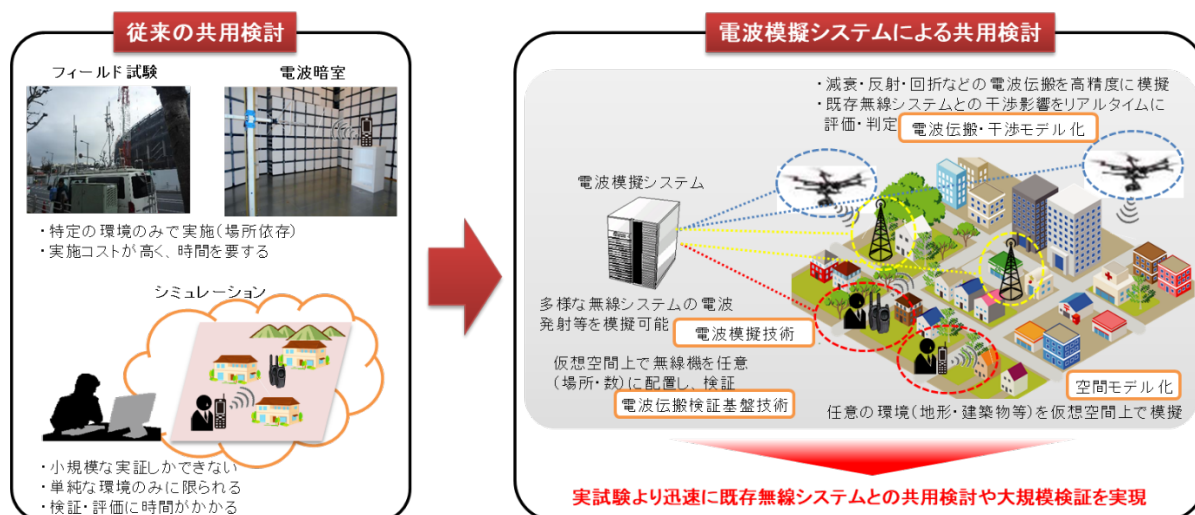 従来の共用検討
フィールド試験
電波暗室
・特定の環境のみで実施(場所依存)
・実施コストが高く、時間を要する
シミュレーション
・小規模な実証しかできない
・単純な環境のみに限られる
・検証・評価に時間がかかる
電波模擬システムによる共用検討
・減衰・反射・回折などの電波伝搬を高精度に模擬
・既存無線システムとの干渉影響をリアルタイムに
評価・判定
電波伝搬・干渉モデル化
電波模擬システム
多様な無線システムの電波
発射等を模擬可能
電波模擬技術
仮想空間上で無線機を任意
(場所・数)に配置し、検証
電波伝搬検証基盤技術
空間モデル化
任意の環境(地形・建築物等)を仮想空間上で模擬
実試験より迅速に既存無線システムとの共用検討や大規模検証を実現